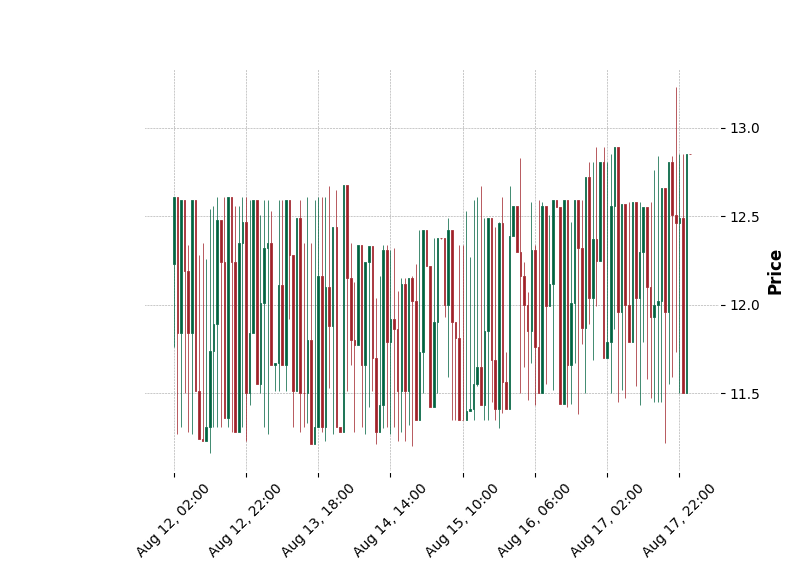 13.0
12.5
12.0
11.5
Price
Aug 12, 02:00
Aug 12, 22:00
Aug 13, 18:00
Aug 14, 14:00
Aug 15, 10:00
Aug 16, 06:00
Aug 17, 02:00
Aug 17, 22:00